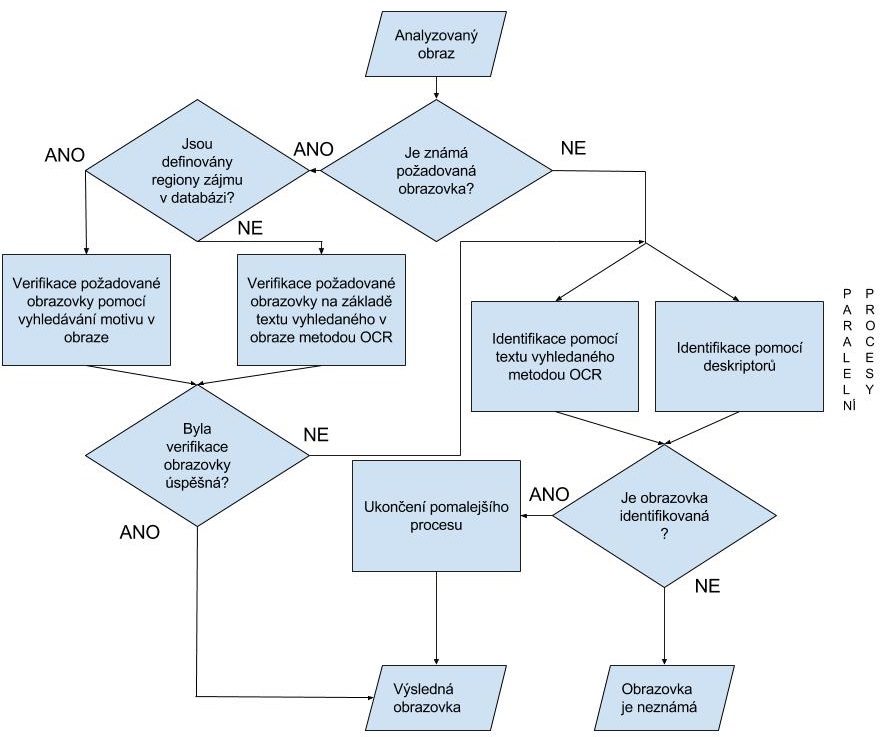 Analyzovaný
obraz
Je známá
požadovaná
obrazovka?
ANO
NE
Jsou
definovány
regiony zájmu
v databázi?
ANO
NE
Verifikace požadované
obrazovky pomocí
vyhledávání motivu v
obraze
Verifikace požadované
obrazovky na základě
textu vyhledaného v
obraze metodou OCR
Identifikace pomocí
textu vyhledaného
metodou OCR
Identifikace pomocí
deskriptorů
PARALELNÍ
PROCESY
Byla
verifikace
obrazovky
úspěšná?
NE
ANO
Ukončení pomalejšího
procesu
ANO
Je obrazovka
identifikovaná
?
NE
Výsledná
obrazovka
Obrazovka
je neznámá